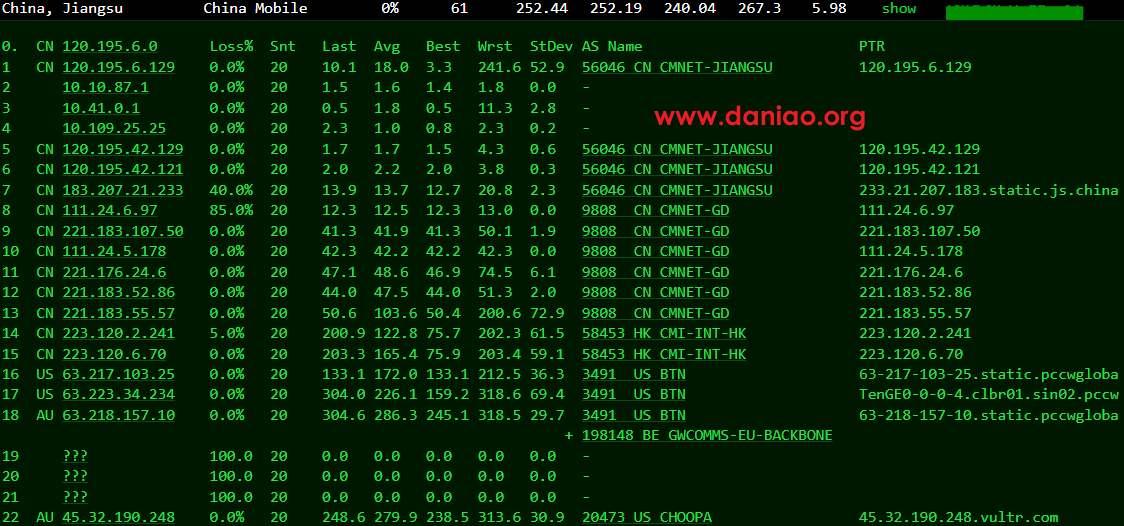 China, Jiangsu China Mobile 0% 61 252.44 252.19 240.04 267.3 5.98 show
0. CN 120.195.6.0 Loss% Snt Last Avg Best Wrst StDev AS Name PTR
1 CN 120.195.6.129 0.0% 20 10.1 18.0 3.3 241.6 52.9 56046 CN CMNET-JIANGSU 120.195.6.129
2 10.10.87.1 0.0% 20 1.5 1.6 1.4 1.8 0.0 -
3 10.41.0.1 0.0% 20 0.5 1.8 0.5 11.3 2.8 -
www.daniao.org
4 10.109.25.25 0.0% 20 2.3 1.0 0.8 2.3 0.2 -
5 CN 120.195.42.129 0.0% 20 1.7 1.7 1.5 4.3 0.6 56046 CN CMNET-JIANGSU 120.195.42.129
6 CN 120.195.42.121 0.0% 20 2.0 2.2 2.0 3.8 0.3 56046 CN CMNET-JIANGSU 120.195.42.121
7 CN 183.207.21.233 40.0% 20 13.9 13.7 12.7 20.8 2.3 56046 CN CMNET-JIANGSU 233.21.207.183.static.js.china
8 CN 111.24.6.97 85.0% 20 12.3 12.5 12.3 13.0 0.0 9808 CN CMNET-GD 111.24.6.97
9 CN 221.183.107.50 0.0% 20 41.3 41.9 41.3 50.1 1.9 9808 CN CMNET-GD 221.183.107.50
10 CN 111.24.5.178 0.0% 20 42.3 42.2 42.2 42.3 0.0 9808 CN CMNET-GD 111.24.5.178
11 CN 221.176.24.6 0.0% 20 47.1 48.6 46.9 74.5 6.1 9808 CN CMNET-GD 221.176.24.6
12 CN 221.183.52.86 0.0% 20 44.0 47.5 44.0 51.3 2.0 9808 CN CMNET-GD 221.183.52.86
13 CN 221.183.55.57 0.0% 20 50.6 103.6 50.4 200.6 72.9 9808 CN CMNET-GD 221.183.55.57
14 CN 223.120.2.241 5.0% 20 200.9 122.8 75.7 202.3 61.5 58453 HK CMI-INT-HK 223.120.2.241
15 CN 223.120.6.70 0.0% 20 203.3 165.4 75.9 203.4 59.1 58453 HK CMI-INT-HK 223.120.6.70
16 US 63.217.103.25 0.0% 20 133.1 172.0 133.1 212.5 36.3 3491 US BTN 63-217-103-25.static.pccwgloba
17 US 63.223.34.234 0.0% 20 304.0 226.1 159.2 318.6 69.4 3491 US BTN TenGE0-0-0-4.clbr01.sin02.pccw
18 AU 63.218.157.10 0.0% 20 304.6 286.3 245.1 318.5 29.7 3491 US BTN 63-218-157-10.static.pccwgloba
+ 198148 BE GWCOMMS-EU-BACKBONE
19 ??? 100.0 20 0.0 0.0 0.0 0.0 0.0 -
20 ??? 100.0 20 0.0 0.0 0.0 0.0 0.0 -
21 ??? 100.0 20 0.0 0.0 0.0 0.0 0.0 -
22 AU 45.32.190.248 0.0% 20 248.6 279.9 238.5 313.6 30.9 20473 US CHOOPA 45.32.190.248.vultr.com